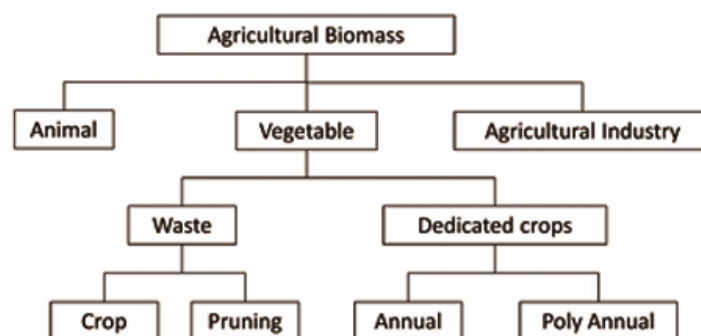 Agricultural Biomass
Animal
Vegetable
Agricultural Industry
Waste
Dedicated crops
Crop
Pruning
Annual
Poly Annual